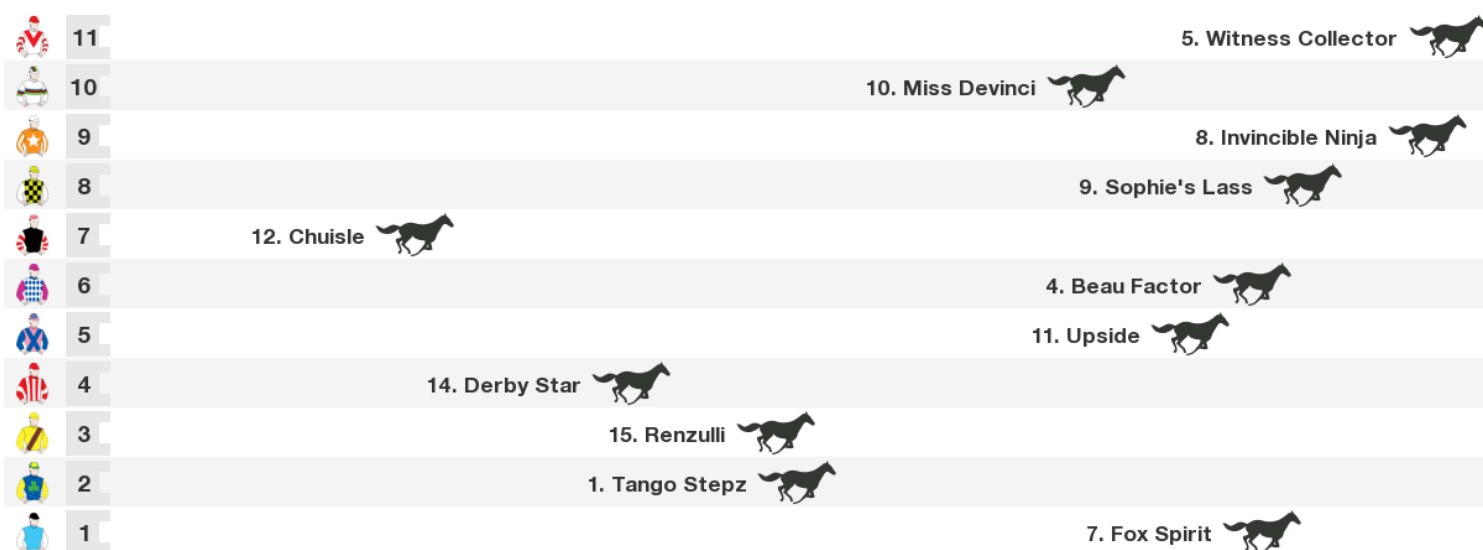 11 5. Witness Collector
10 10. Miss Devinci
9 8. Invincible Ninja
8 9. Sophie's Lass
7 12. Chuisle
6 4. Beau Factor
5 11. Upside
4 14. Derby Star
3 15. Renzulli
2 1. Tango Stepz
1 7. Fox Spirit